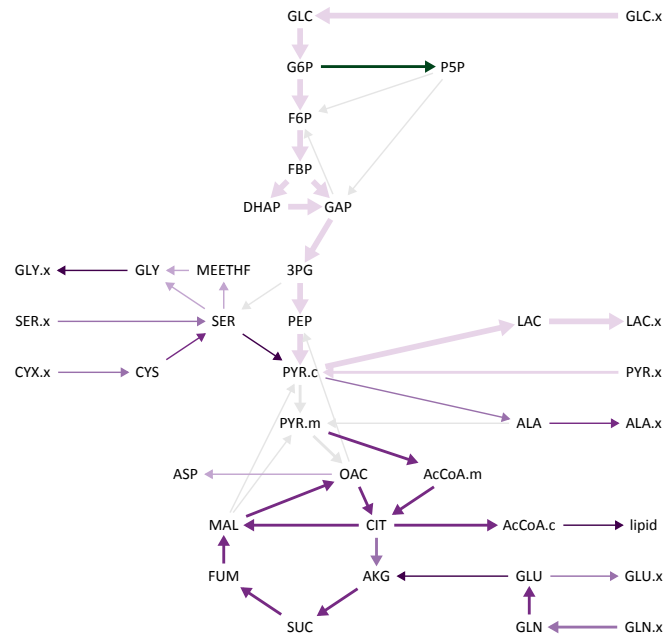 GLC GLC.x
G6P P5P
F6P
FBP
DHAP GAP
GLY.x GLY MEETHF 3PG
SER.x SER PEP LAC LAC.x
CYX.x CYS PYR.c PYR.x
PYR.m ALA ALA.x
ASP OAC AcCoA.m
MAL CIT AcCoA.c lipid
FUM AKG GLU GLU.x
SUC GLN GLN.x